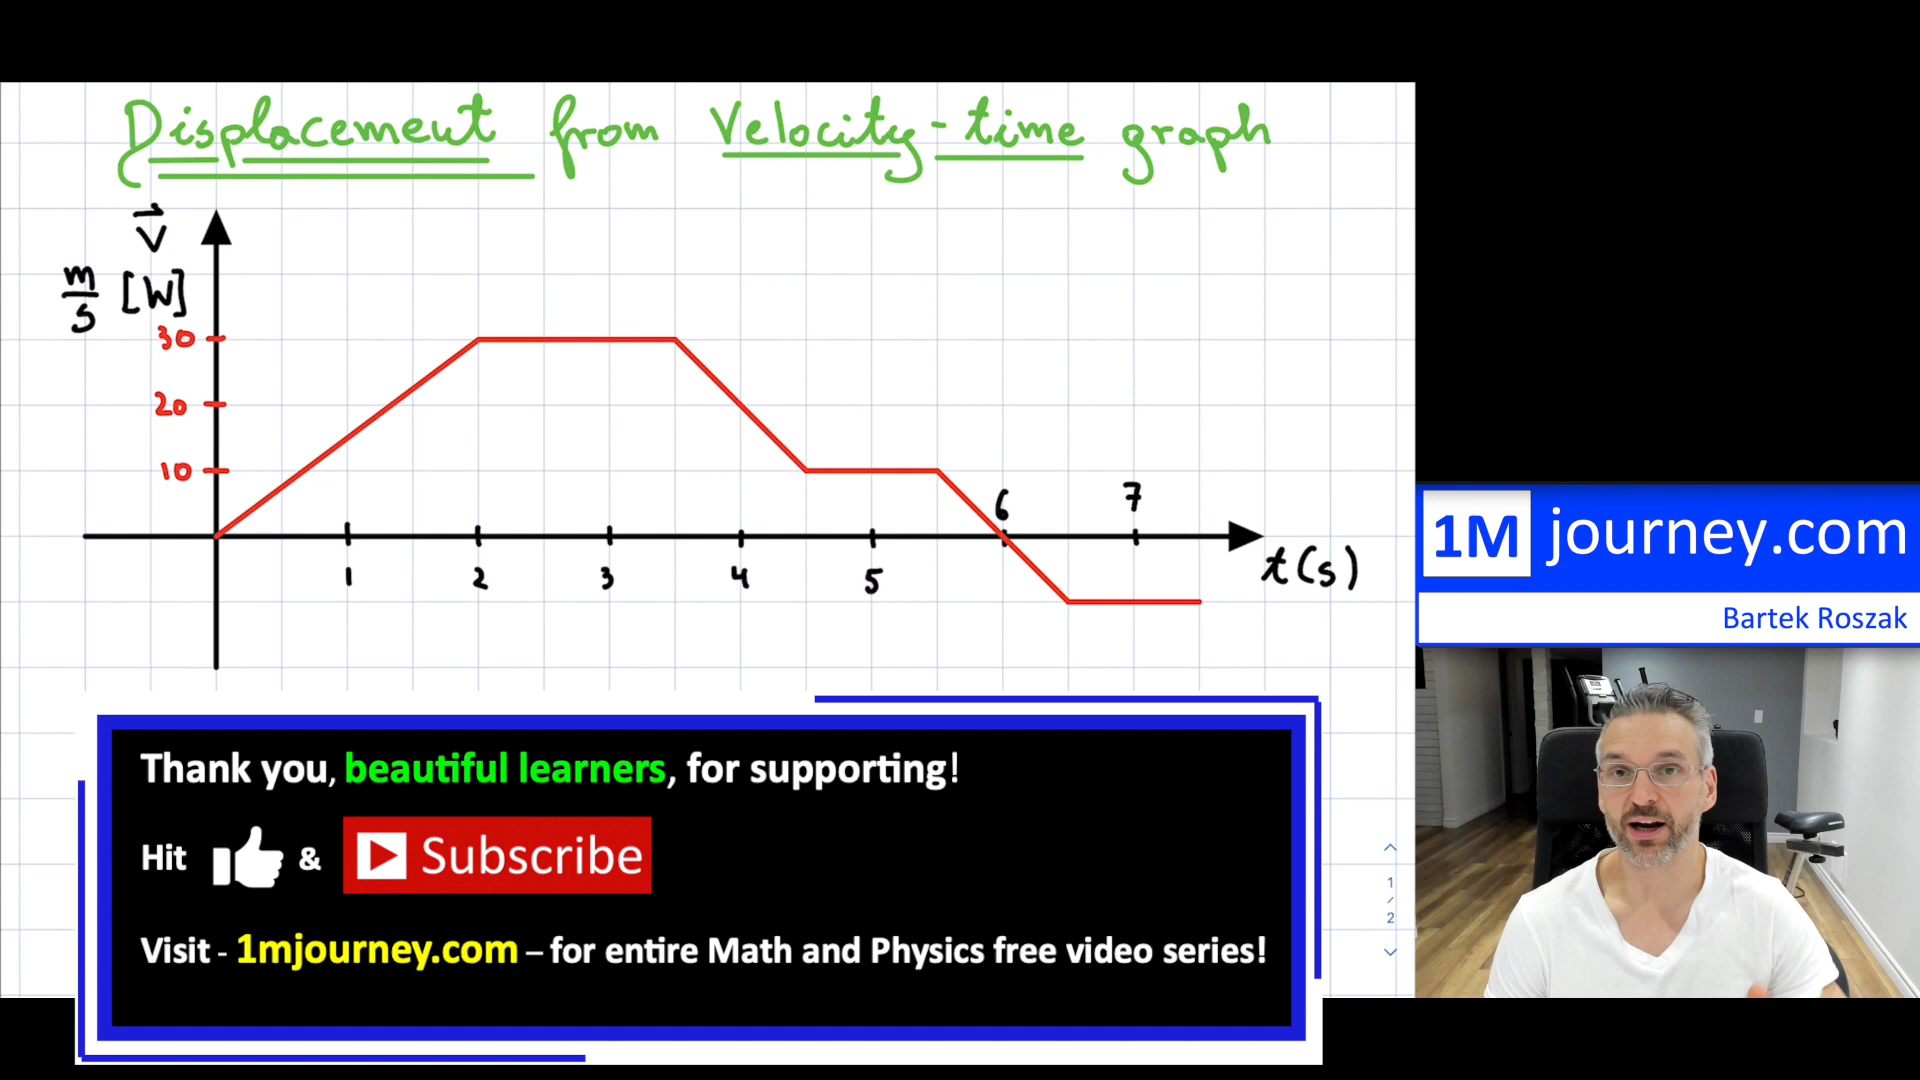 Displacement from Velocity-time graph
V
m/s [W]
30
20
10
6 7
1 2 3 4 5
t(s)
1M journey.com
Bartek Roszak
Thank you, beautiful learners, for supporting!
Hit & Subscribe
Visit - 1mjourney.com – for entire Math and Physics free video series!
1
/
2